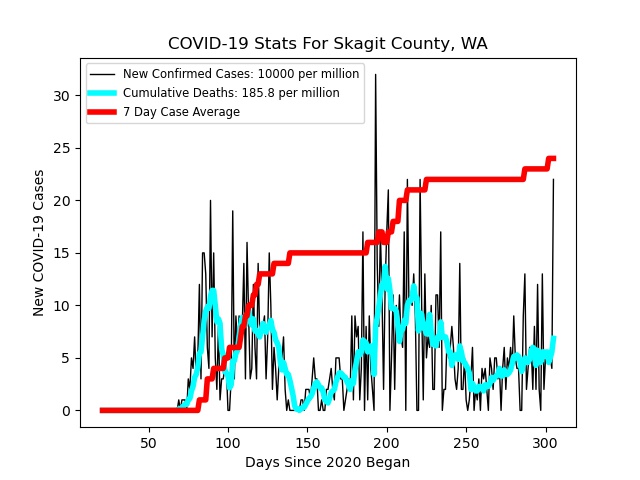 COVID-19 Stats For Skagit County, WA
New Confirmed Cases: 10000 per million
Cumulative Deaths: 185.8 per million
7 Day Case Average
New COVID-19 Cases
30
25
20
15
10
5
0
50 100 150 200 250 300
Days Since 2020 Began